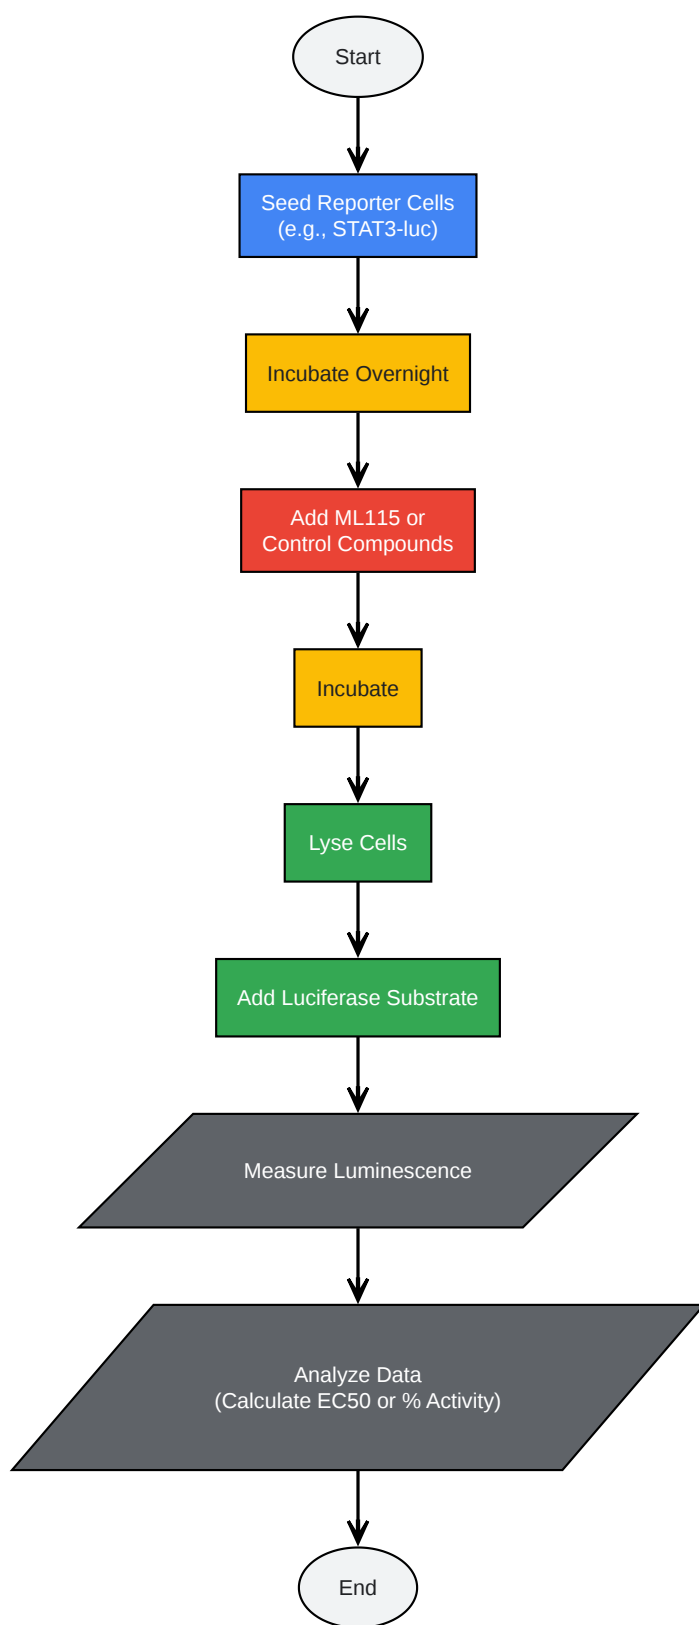 Start
Seed Reporter Cells
(e.g., STAT3-luc)
Incubate Overnight
Add ML115 or
Control Compounds
Incubate
Lyse Cells
Add Luciferase Substrate
Measure Luminescence
Analyze Data
(Calculate EC50 or % Activity)
End